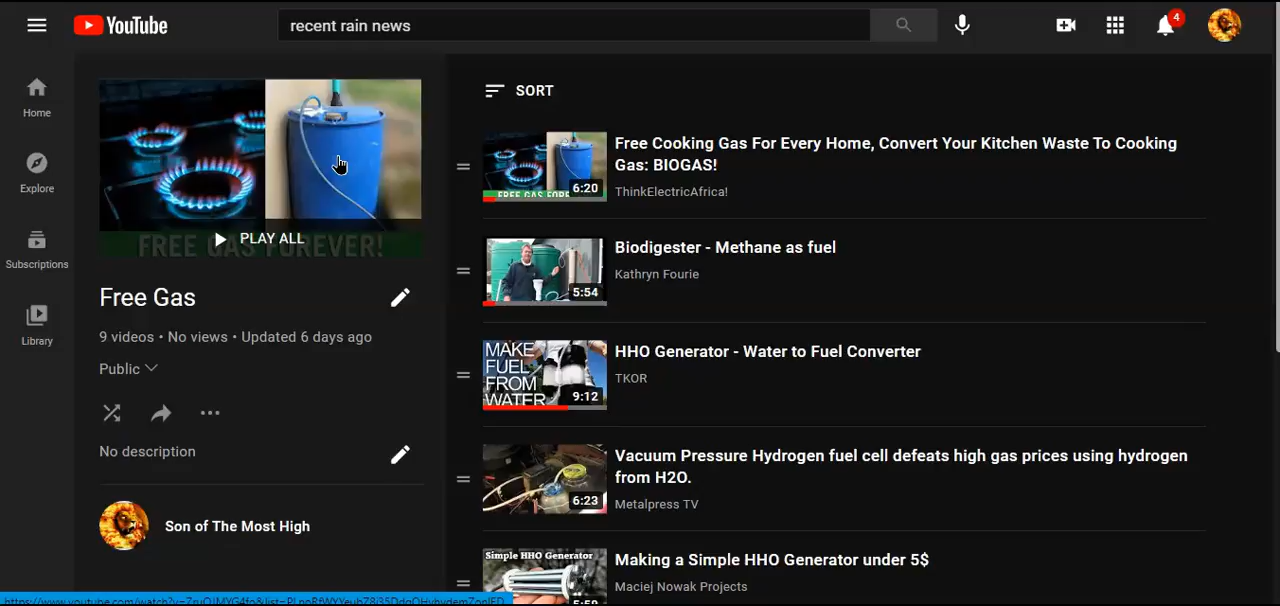 YouTube
recent rain news
4
Home
Explore
Subscriptions
Library
FREE GAS FOREVER!
PLAY ALL
Free Gas
9 videos • No views • Updated 6 days ago
Public
No description
Son of The Most High
SORT
6:20
Free Cooking Gas For Every Home, Convert Your Kitchen Waste To Cooking
Gas: BIOGAS!
ThinkElectricAfrica!
5:54
Biodigester - Methane as fuel
Kathryn Fourie
MAKE
FUEL
FROM
WATER
9:12
HHO Generator - Water to Fuel Converter
TKOR
6:23
Vacuum Pressure Hydrogen fuel cell defeats high gas prices using hydrogen
from H2O.
Metalpress TV
Simple HHO Generator
Making a Simple HHO Generator under 5$
Maciej Nowak Projects